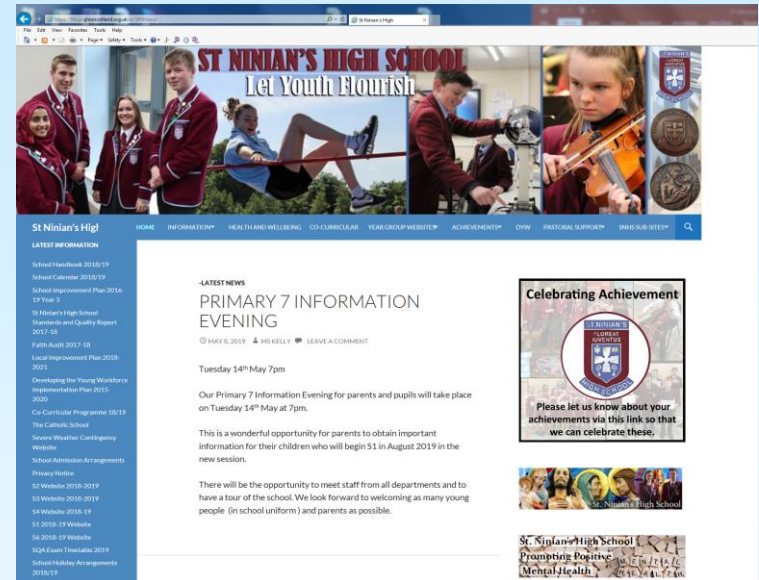 St Ninian's High
File Edit View Favorites Tools Help
Page Safety Tools
ST NINIAN'S HIGH SCHOOL
Let Youth Flourish
St Ninian's High
HOME INFORMATION HEALTH AND WELLBEING CO-CURRICULAR YEAR GROUP WEBSITES ACHIEVEMENTS DYW PASTORAL SUPPORT SNHS SUB-SITES
LATEST INFORMATION
School Handbook 2018/19
School Calendar 2018/19
School Improvement Plan 2016-
19 Year 3
St Ninian's High School
Standards and Quality Report
2017-18
Faith Audit 2017-18
Local Improvement Plan 2018-
2021
Developing the Young Workforce
Implementation Plan 2015-
2020
Co-Curricular Programme 18/19
The Catholic School
Severe Weather Contingency
Website
School Admission Arrangements
Privacy Notice
S2 Website 2018-2019
S3 Website 2018-2019
S4 Website 2018-19
S1 2018-19 Website
S6 2018-19 Website
SQA Exam Timetable 2019
School Holiday Arrangements
2018/19
-LATEST NEWS
PRIMARY 7 INFORMATION
EVENING
MAY 8, 2019 MS KELLY LEAVE A COMMENT
Tuesday 14th May 7pm
Our Primary 7 Information Evening for parents and pupils will take place
on Tuesday 14th May at 7pm.
This is a wonderful opportunity for parents to obtain important
information for their children who will begin S1 in August 2019 in the
new session.
There will be the opportunity to meet staff from all departments and to
have a tour of the school. We look forward to welcoming as many young
people (in school uniform ) and parents as possible.
Celebrating Achievement
ST NINIAN'S
FLOREAT
IUVENTUS
HIGH SCHOOL
Please let us know about your
achievements via this link so that
we can celebrate these.
St. Ninian's High School
St. Ninian's High School
Promoting Positive
Mental Health
MENTAL
HEALTH